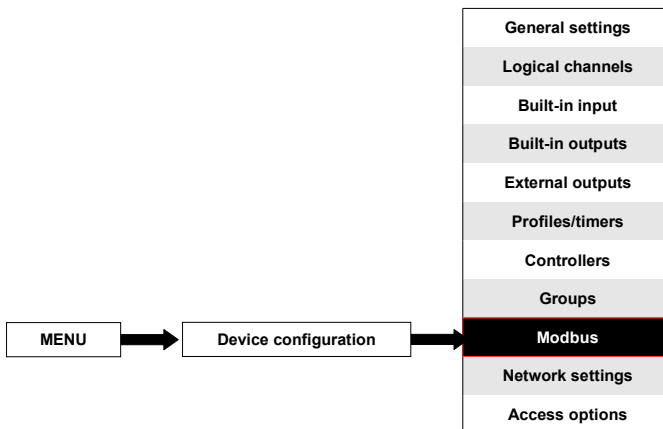 General settings
Logical channels
Built-in input
Built-in outputs
External outputs
Profiles/timers
Controllers
Groups
MENU
Device configuration
Modbus
Network settings
Access options